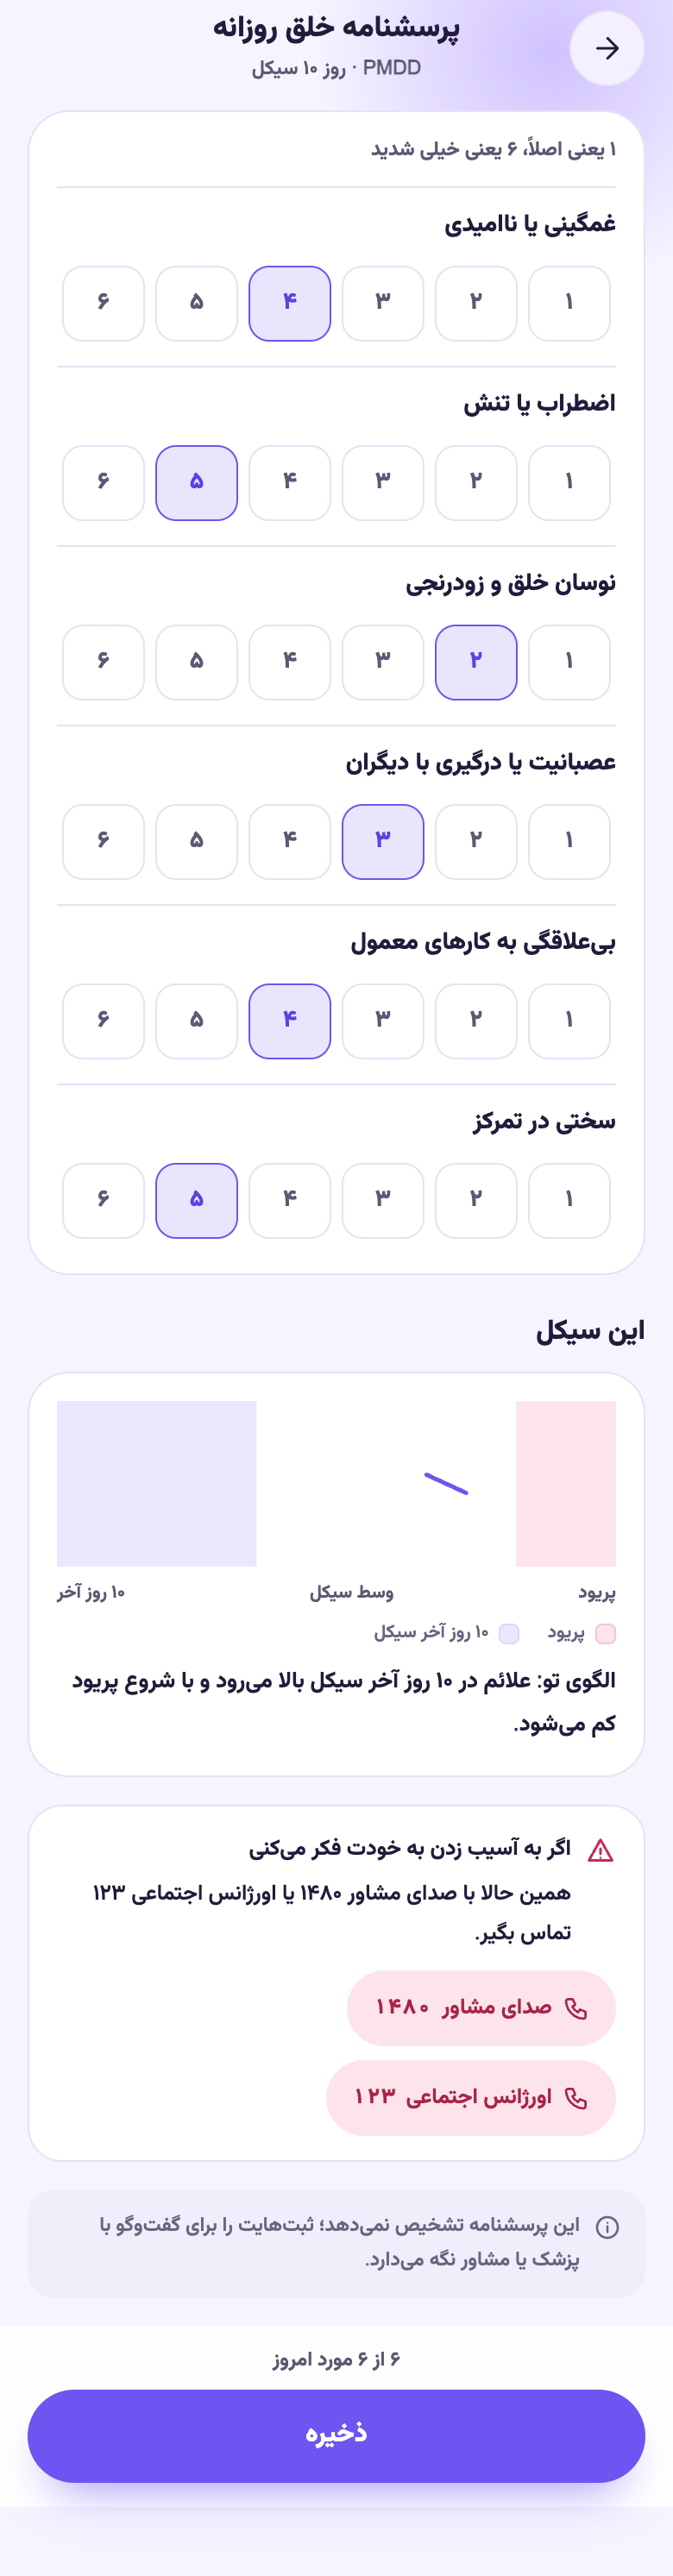 پرسشنامه خلق روزانه
PMDD · روز ۱۰ سیکل
۱ یعنی اصلاً، ۶ یعنی خیلی شدید
غمگینی یا ناامیدی
۱ ۲ ۳ ۴ ۵ ۶
اضطراب یا تنش
۱ ۲ ۳ ۴ ۵ ۶
نوسان خلق و زودرنجی
۱ ۲ ۳ ۴ ۵ ۶
عصبانیت یا درگیری با دیگران
۱ ۲ ۳ ۴ ۵ ۶
بی‌علاقگی به کارهای معمول
۱ ۲ ۳ ۴ ۵ ۶
سختی در تمرکز
۱ ۲ ۳ ۴ ۵ ۶
این سیکل
پریود وسط سیکل ۱۰ روز آخر
پریود ۱۰ روز آخر سیکل
الگوی تو: علائم در ۱۰ روز آخر سیکل بالا می‌رود و با شروع پریود
کم می‌شود.
اگر به آسیب زدن به خودت فکر می‌کنی
همین حالا با صدای مشاور ۱۴۸۰ یا اورژانس اجتماعی ۱۲۳
تماس بگیر.
صدای مشاور ۱۴۸۰
اورژانس اجتماعی ۱۲۳
این پرسشنامه تشخیص نمی‌دهد؛ ثبت‌هایت را برای گفت‌وگو با
پزشک یا مشاور نگه می‌دارد.
۶ از ۶ مورد امروز
ذخیره